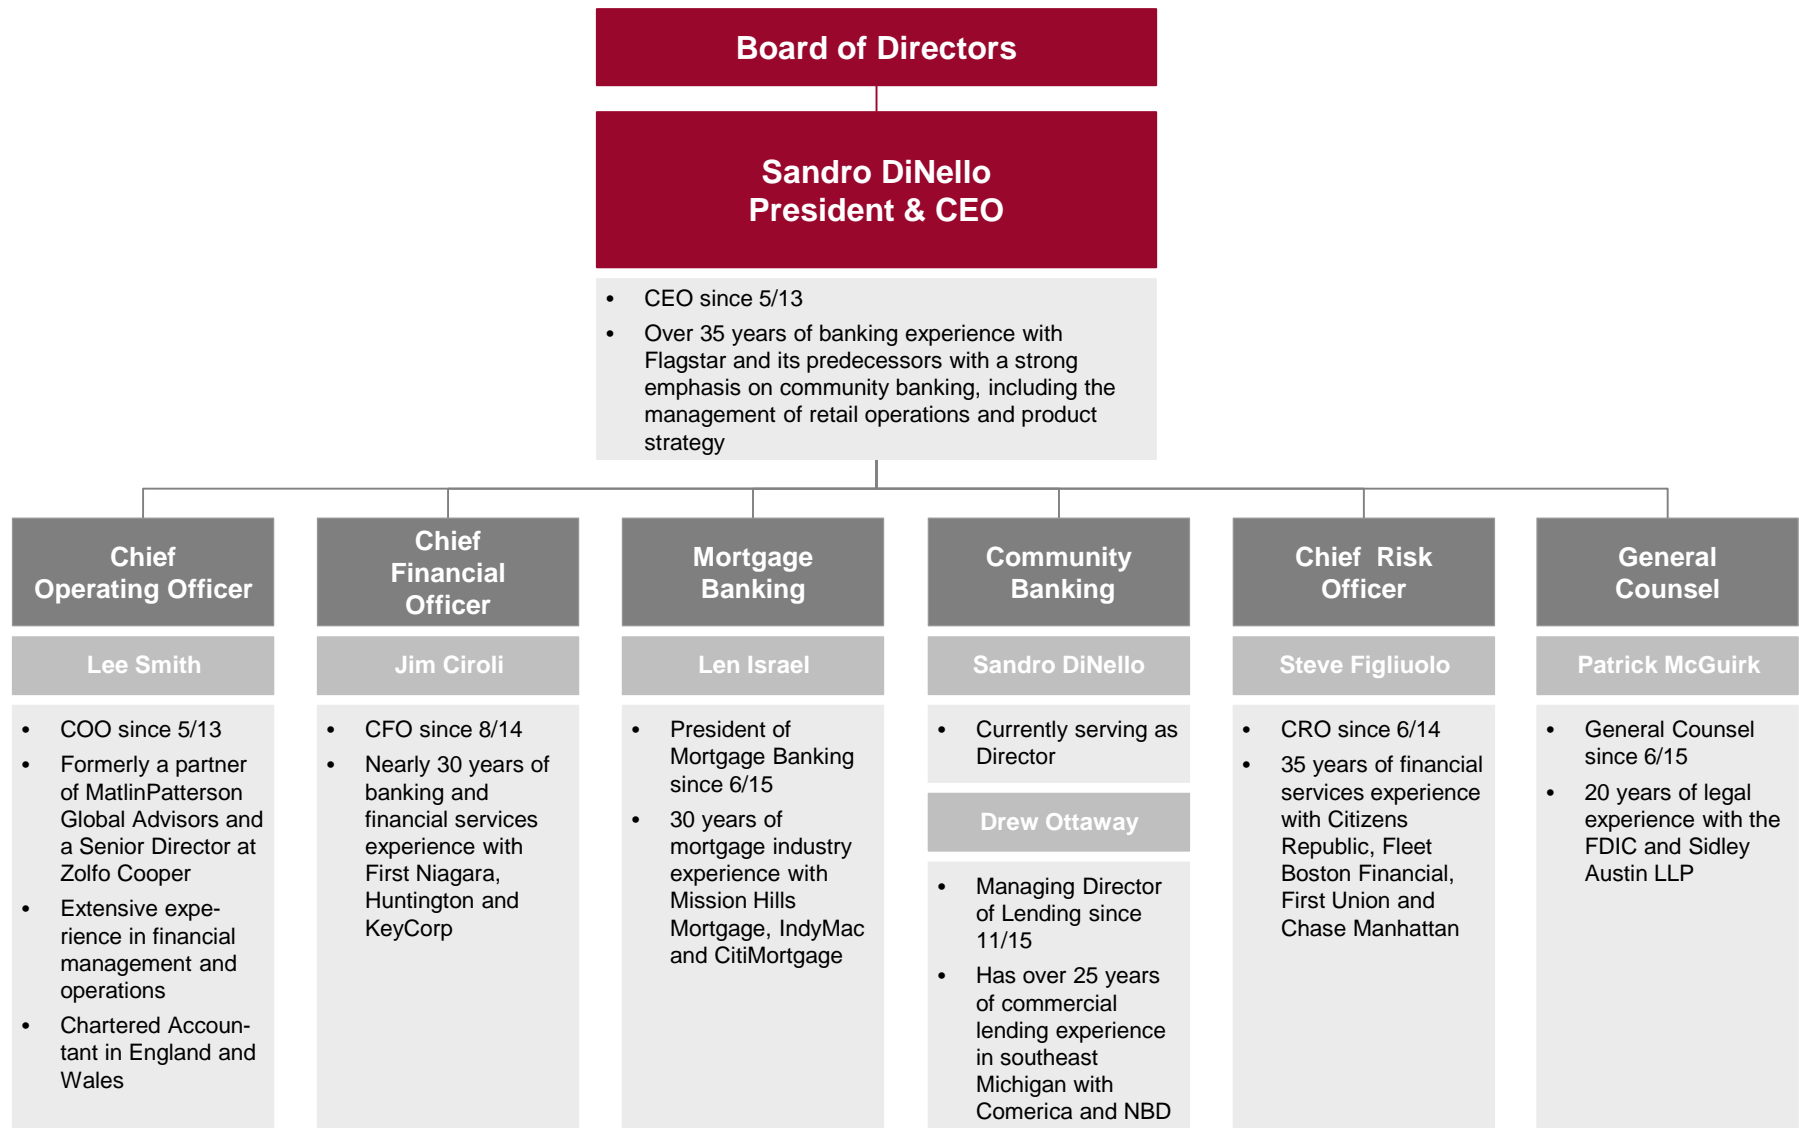 Board of Directors
Sandro DiNello
President & CEO
• CEO since 5/13
• Over 35 years of banking experience with
Flagstar and its predecessors with a strong
emphasis on community banking, including the
management of retail operations and product
strategy
Chief
Operating Officer
Lee Smith
• COO since 5/13
• Formerly a partner
of MatlinPatterson
Global Advisors and
a Senior Director at
Zolfo Cooper
• Extensive expe-
rience in financial
management and
operations
• Chartered Accoun-
tant in England and
Wales
Chief
Financial
Officer
Jim Ciroli
• CFO since 8/14
• Nearly 30 years of
banking and
financial services
experience with
First Niagara,
Huntington and
KeyCorp
Mortgage
Banking
Len Israel
• President of
Mortgage Banking
since 6/15
• 30 years of
mortgage industry
experience with
Mission Hills
Mortgage, IndyMac
and CitiMortgage
Community
Banking
Sandro DiNello
• Currently serving as
Director
Drew Ottaway
• Managing Director
of Lending since
11/15
• Has over 25 years
of commercial
lending experience
in southeast
Michigan with
Comerica and NBD
Chief Risk
Officer
Steve Figliuolo
• CRO since 6/14
• 35 years of financial
services experience
with Citizens
Republic, Fleet
Boston Financial,
First Union and
Chase Manhattan
General
Counsel
Patrick McGuirk
• General Counsel
since 6/15
• 20 years of legal
experience with the
FDIC and Sidley
Austin LLP